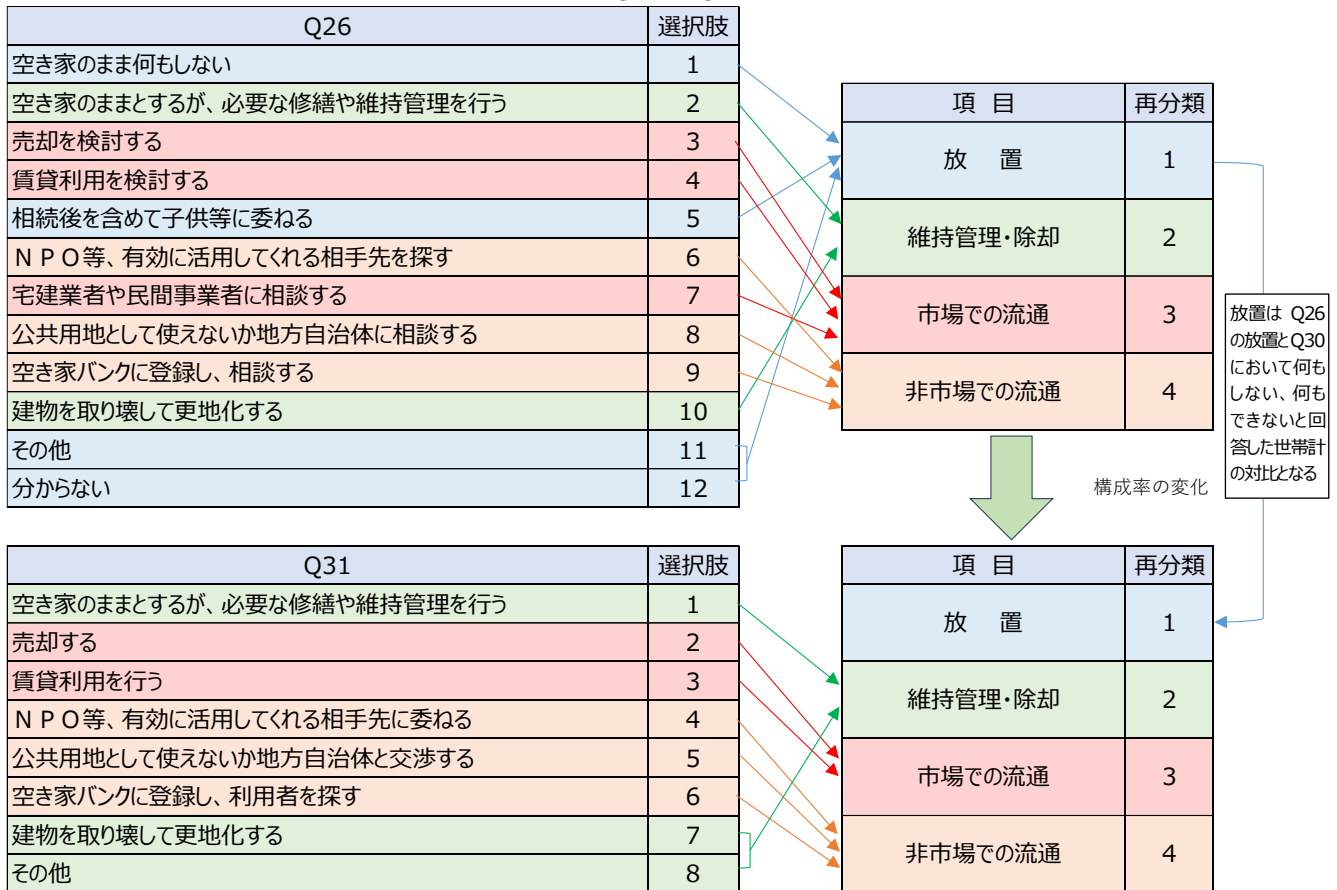 Q26 選択肢
空き家のまま何もしない 1
空き家のままとするが、必要な修繕や維持管理を行う 2
売却を検討する 3
賃貸利用を検討する 4
相続後を含めて子供等に委ねる 5
ＮＰＯ等、有効に活用してくれる相手先を探す 6
宅建業者や民間事業者に相談する 7
公共用地として使えないか地方自治体に相談する 8
空き家バンクに登録し、相談する 9
建物を取り壊して更地化する 10
その他 11
分からない 12
項 目 再分類
放 置 1
維持管理・除却 2
市場での流通 3
非市場での流通 4
放置は Q26
の放置とQ30
において何も
しない、何も
できないと回
答した世帯計
の対比となる
構成率の変化
Q31 選択肢
空き家のままとするが、必要な修繕や維持管理を行う 1
売却する 2
賃貸利用を行う 3
ＮＰＯ等、有効に活用してくれる相手先に委ねる 4
公共用地として使えないか地方自治体と交渉する 5
空き家バンクに登録し、利用者を探す 6
建物を取り壊して更地化する 7
その他 8
項 目 再分類
放 置 1
維持管理・除却 2
市場での流通 3
非市場での流通 4